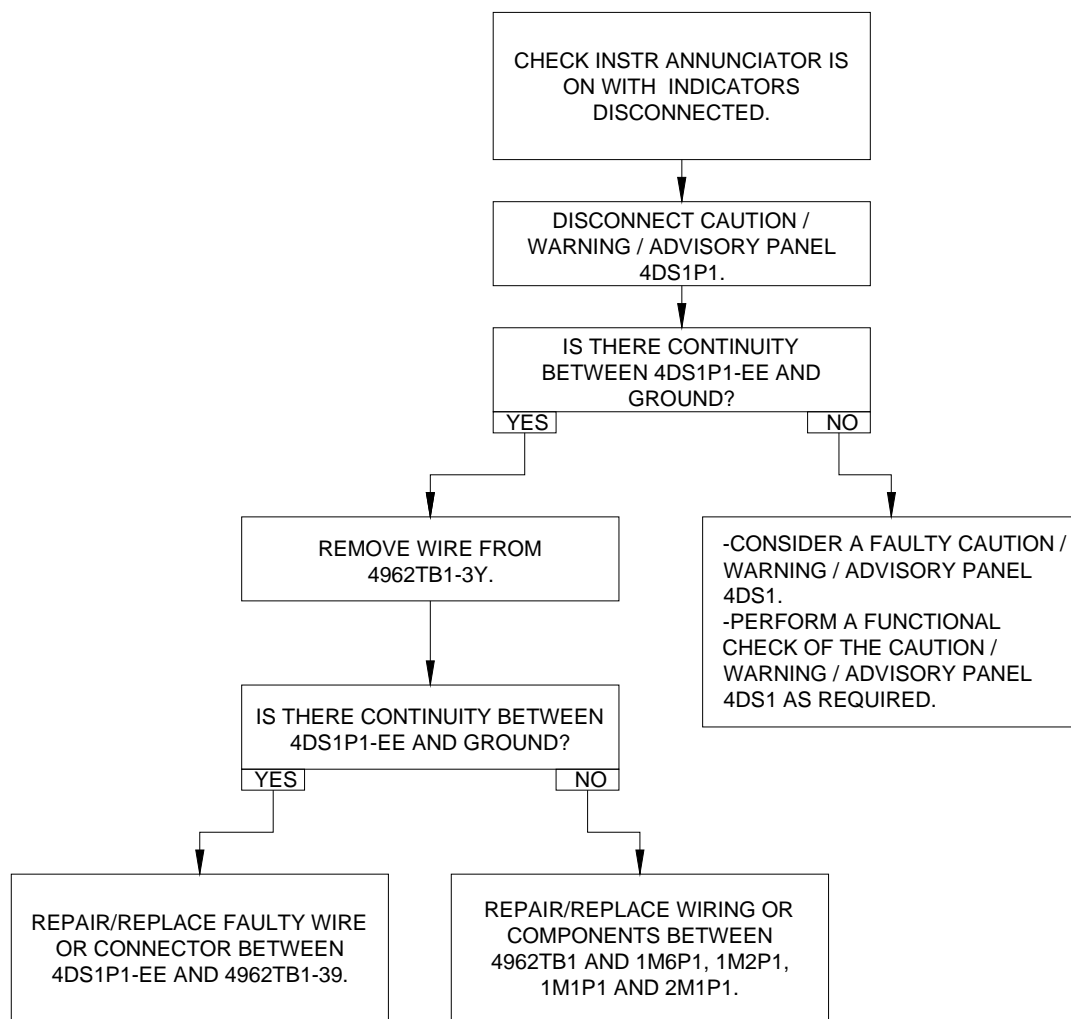 CHECK INSTR ANNUNCIATOR IS
ON WITH INDICATORS
DISCONNECTED.
DISCONNECT CAUTION /
WARNING / ADVISORY PANEL
4DS1P1.
IS THERE CONTINUITY
BETWEEN 4DS1P1-EE AND
GROUND?
YES
NO
REMOVE WIRE FROM
4962TB1-3Y.
-CONSIDER A FAULTY CAUTION /
WARNING / ADVISORY PANEL
4DS1.
-PERFORM A FUNCTIONAL
CHECK OF THE CAUTION /
WARNING / ADVISORY PANEL
4DS1 AS REQUIRED.
IS THERE CONTINUITY BETWEEN
4DS1P1-EE AND GROUND?
YES
NO
REPAIR/REPLACE FAULTY WIRE
OR CONNECTOR BETWEEN
4DS1P1-EE AND 4962TB1-39.
REPAIR/REPLACE WIRING OR
COMPONENTS BETWEEN
4962TB1 AND 1M6P1, 1M2P1,
1M1P1 AND 2M1P1.